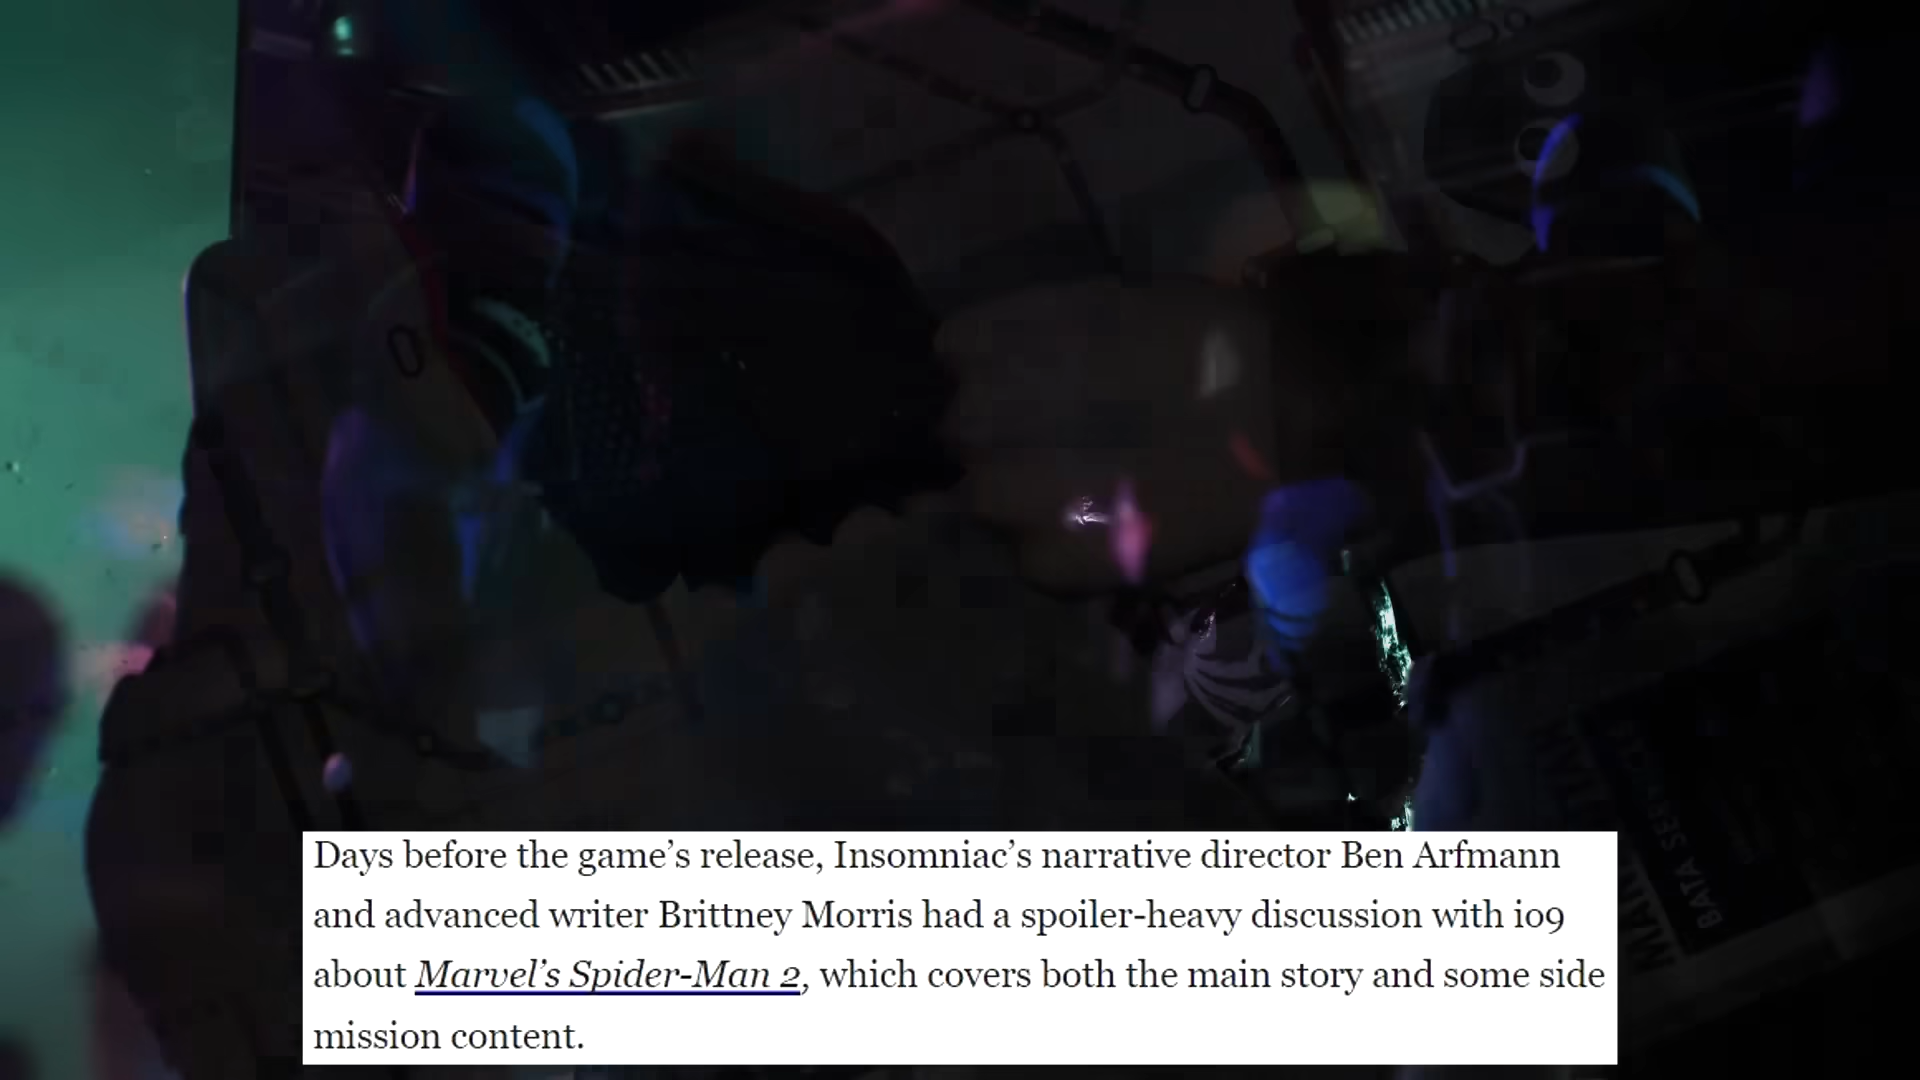 Days before the game’s release, Insomniac’s narrative director Ben Arfmann
and advanced writer Brittney Morris had a spoiler-heavy discussion with io9
about Marvel’s Spider-Man 2, which covers both the main story and some side
mission content.